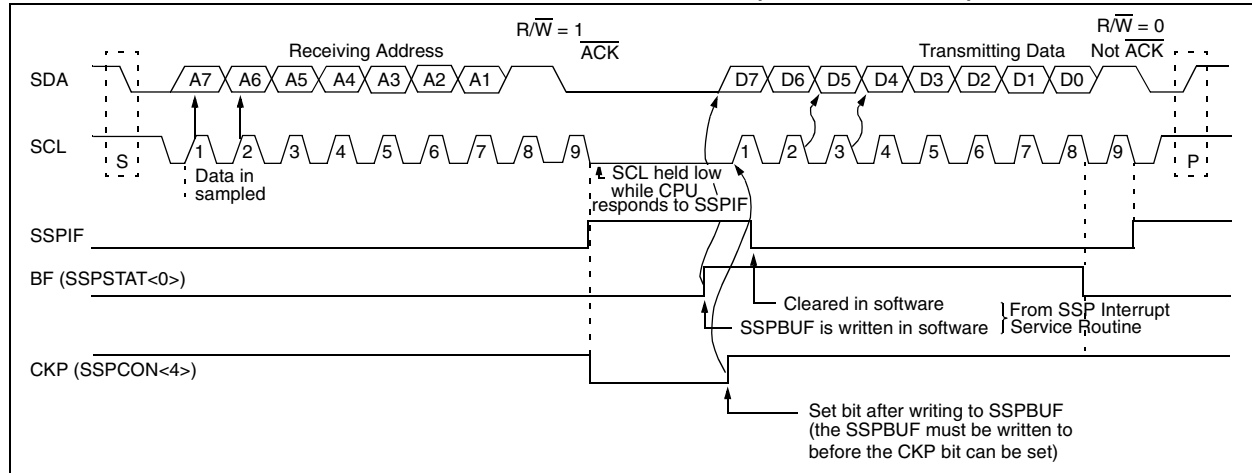 R/W = 1
R/W = 0
Receiving Address
ACK
Transmitting Data
Not ACK
SDA
A7 A6 A5 A4 A3 A2 A1
D7 D6 D5 D4 D3 D2 D1 D0
SCL
S
1 2 3 4 5 6 7 8 9
1 2 3 4 5 6 7 8 9
P
Data in
sampled
SCL held low
while CPU
responds to SSPIF
SSPIF
BF (SSPSTAT<0>)
Cleared in software
SSPBUF is written in software
From SSP Interrupt
Service Routine
CKP (SSPCON<4>)
Set bit after writing to SSPBUF
(the SSPBUF must be written to
before the CKP bit can be set)